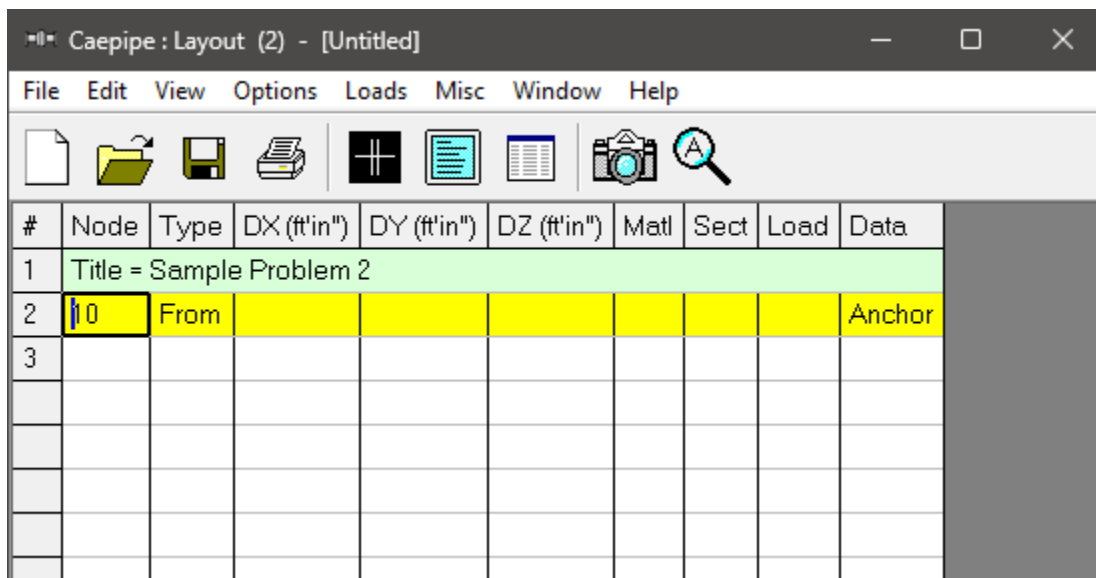 Caepipe : Layout (2) - [Untitled]
File Edit View Options Loads Misc Window Help
A
# Node Type DX (ft'in") DY (ft'in") DZ (ft'in") Matl Sect Load Data
1 Title = Sample Problem 2
2 10 From Anchor
3